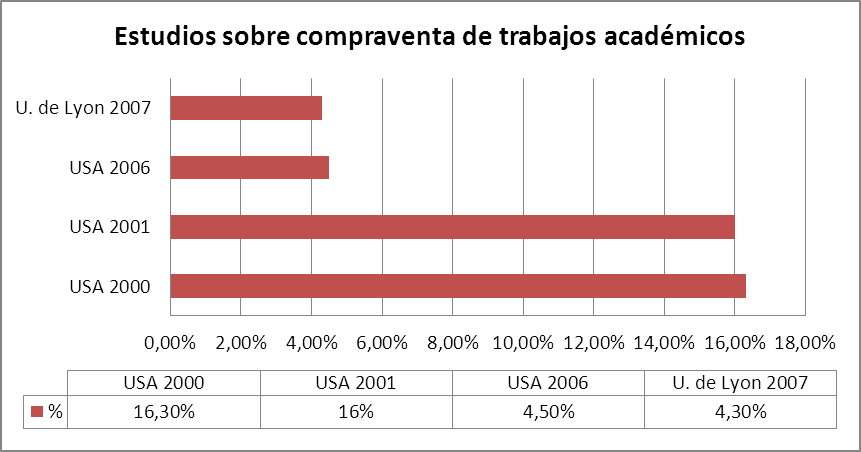 Estudios sobre compraventa de trabajos académicos
U. de Lyon 2007
USA 2006
USA 2001
USA 2000
0,00% 2,00% 4,00% 6,00% 8,00% 10,00% 12,00% 14,00% 16,00% 18,00%
USA 2000 USA 2001 USA 2006 U. de Lyon 2007
% 16,30% 16% 4,50% 4,30%